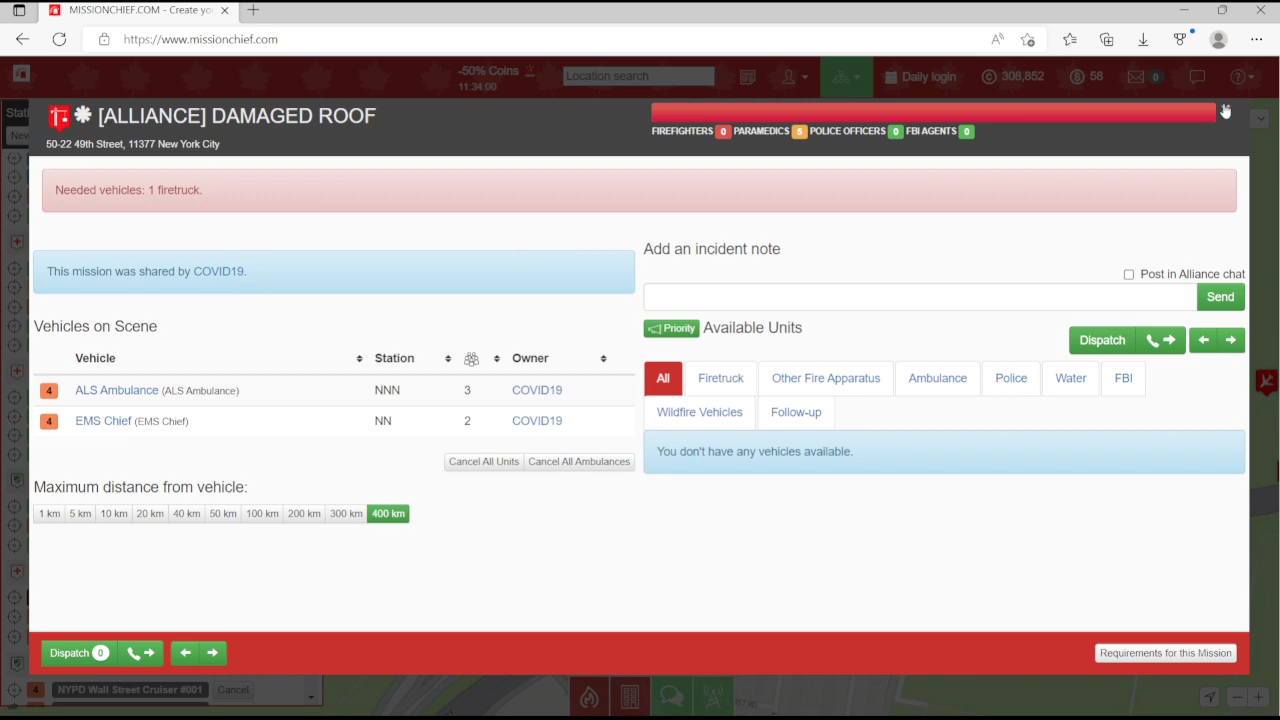 MISSIONCHIEF.COM - Create yo
https://www.missionchief.com
-50% Coins
11:34:00
Location search
Daily login
308,852
58
0
Stati
New
[ALLIANCE] DAMAGED ROOF
50-22 49th Street, 11377 New York City
FIREFIGHTERS 0 PARAMEDICS 5 POLICE OFFICERS 0 FBI AGENTS 0
Needed vehicles: 1 firetruck.
This mission was shared by COVID19.
Add an incident note
Post in Alliance chat
Send
Priority Available Units
Dispatch
All Firetruck Other Fire Apparatus Ambulance Police Water FBI
Wildfire Vehicles Follow-up
You don't have any vehicles available.
Vehicles on Scene
Vehicle Station Owner
4 ALS Ambulance (ALS Ambulance) NNN 3 COVID19
4 EMS Chief (EMS Chief) NN 2 COVID19
Cancel All Units Cancel All Ambulances
Maximum distance from vehicle:
1 km 5 km 10 km 20 km 40 km 50 km 100 km 200 km 300 km 400 km
Dispatch 0
Requirements for this Mission
4 NYPD Wall Street Cruiser #001 Cancel